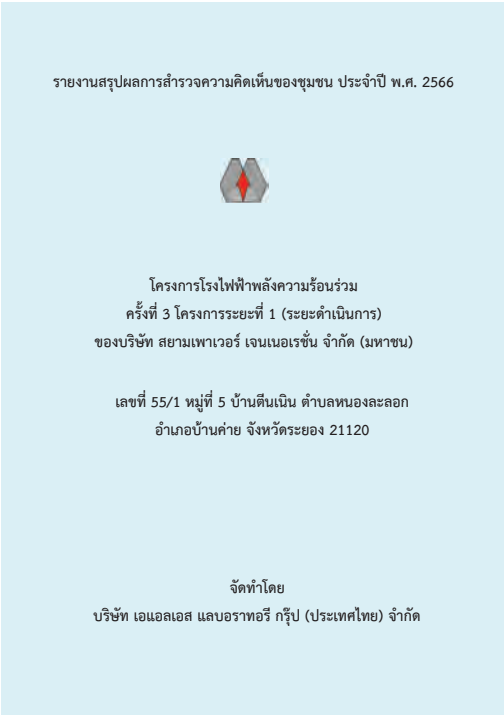 รายงานสรุปผลการสำรวจความคิดเห็นของชุมชน ประจำปี พ.ศ. 2566
โครงการโรงไฟฟ้าพลังความร้อนร่วม
ครั้งที่ 3 โครงการระยะที่ 1 (ระยะดำเนินการ)
ของบริษัท สยามเพาเวอร์ เจนเนอเรชั่น จำกัด (มหาชน)
เลขที่ 55/1 หมู่ที่ 5 บ้านตีนเนิน ตำบลหนองละลอก
อำเภอบ้านค่าย จังหวัดระยอง 21120
จัดทำโดย
บริษัท เอแอลเอส แลบอราทอรี กรุ๊ป (ประเทศไทย) จำกัด